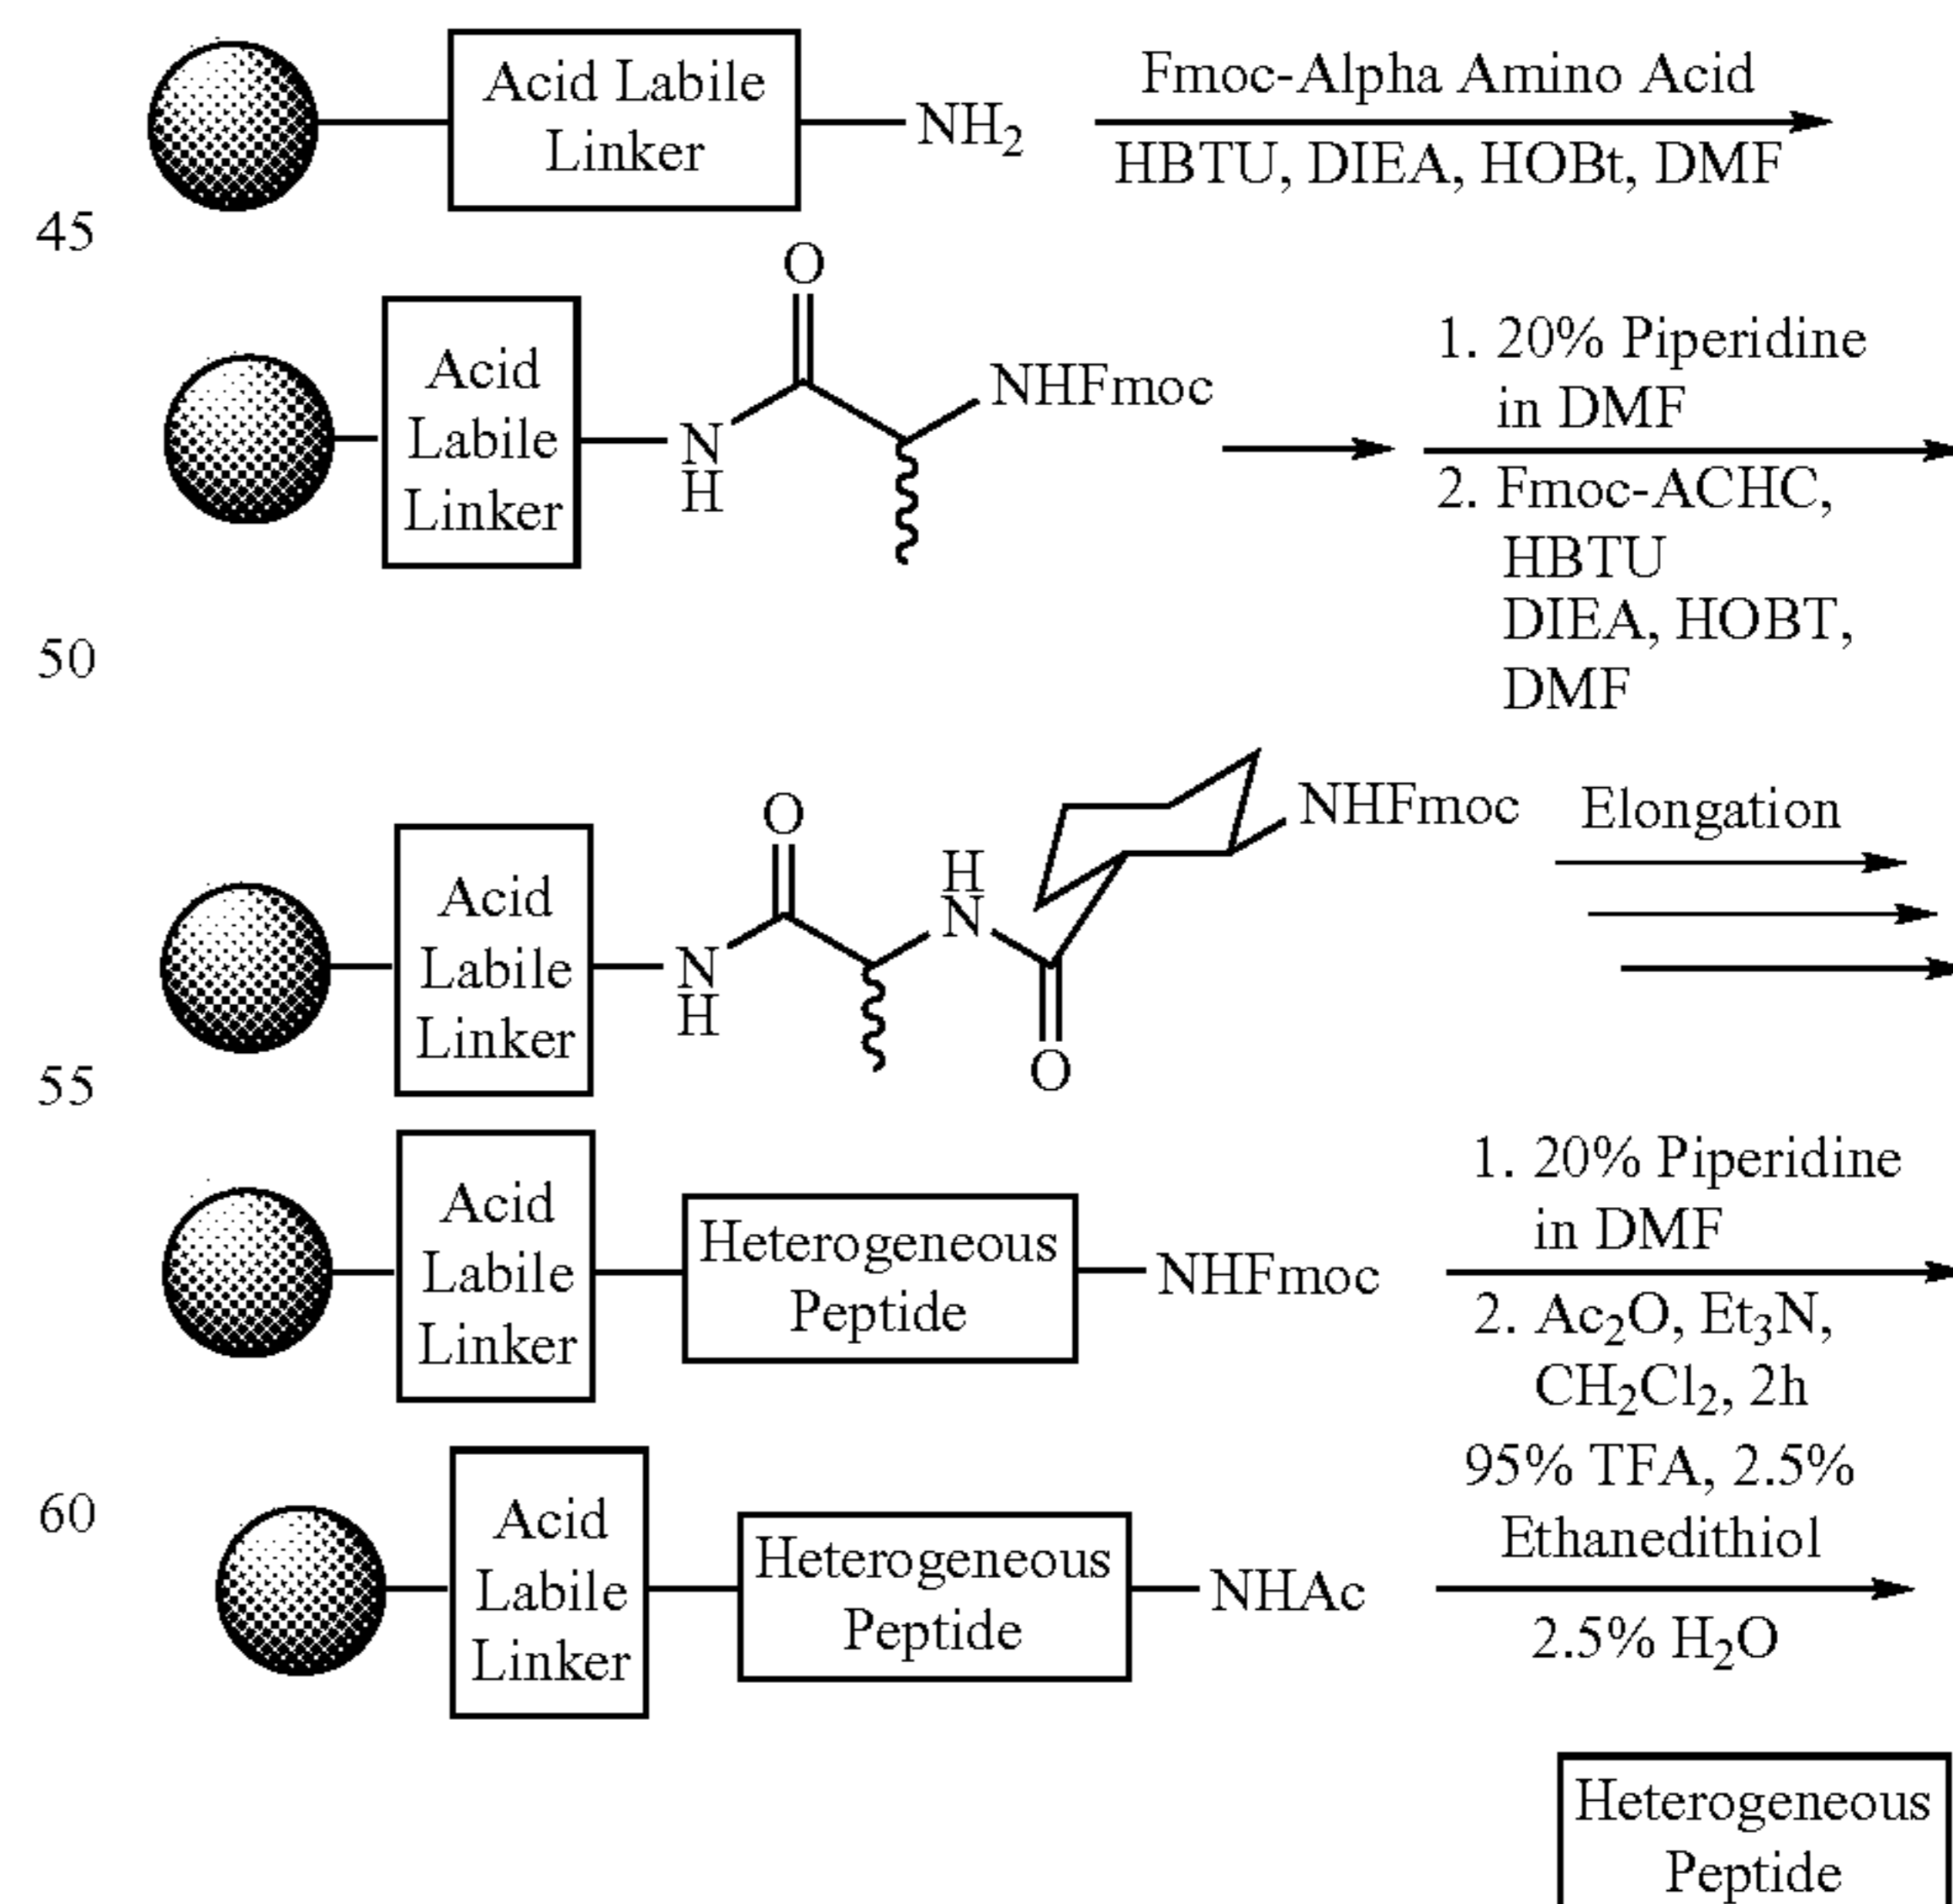 Acid Labile
Linker
NH2
Fmoc-Alpha Amino Acid
HBTU, DIEA, HOBt, DMF
45
Acid
Labile
Linker
N
H
O
NHFmoc
1. 20% Piperidine
in DMF
2. Fmoc-ACHC,
HBTU
DIEA, HOBT,
DMF
50
Acid
Labile
Linker
N
H
O
H
N
O
NHFmoc
Elongation
55
Acid
Labile
Linker
Heterogeneous
Peptide
NHFmoc
1. 20% Piperidine
in DMF
2. Ac2O, Et3N,
CH2Cl2, 2h
60
Acid
Labile
Linker
Heterogeneous
Peptide
NHAc
95% TFA, 2.5%
Ethanedithiol
2.5% H2O
Heterogeneous
Peptide